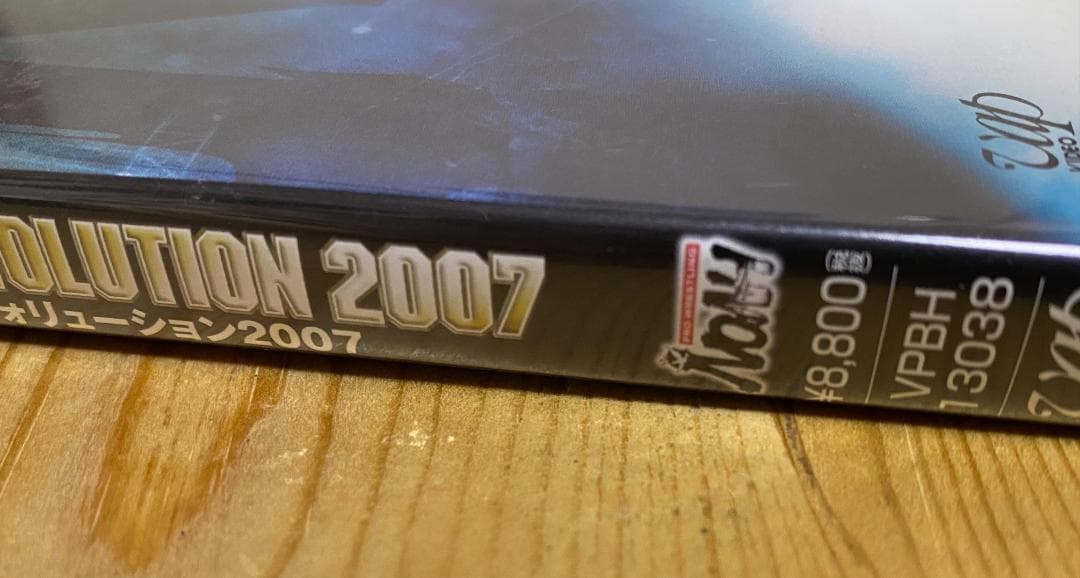 OLUTION 2007
ォリューション2007
PRO-WRESTLING
NOAH
¥8,800(税抜)
VPBH
13038
vap
vap
VIDEO